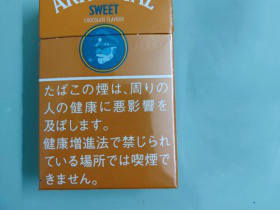 SWEET
CHOCOLATE FLAVOUR
たばこの煙は、周りの
人の健康に悪影響を
及ぼします。
健康増進法で禁じられ
ている場所では喫煙で
きません。